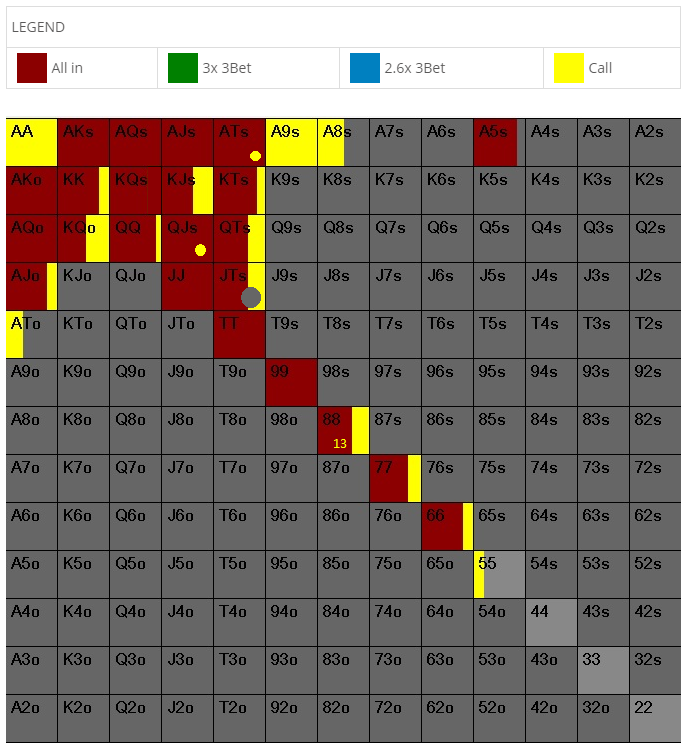 LEGEND
All in 3x 3Bet 2.6x 3Bet Call
AA AKs AQs AJs ATs A9s A8s A7s A6s A5s A4s A3s A2s
AKo KK KQs KJs KTs K9s K8s K7s K6s K5s K4s K3s K2s
AQo KQo QQ QJs QTs Q9s Q8s Q7s Q6s Q5s Q4s Q3s Q2s
AJo KJo QJo JJ JTs J9s J8s J7s J6s J5s J4s J3s J2s
ATo KTo QTo JTo TT T9s T8s T7s T6s T5s T4s T3s T2s
A9o K9o Q9o J9o T9o 99 98s 97s 96s 95s 94s 93s 92s
A8o K8o Q8o J8o T8o 98o 88 87s 86s 85s 84s 83s 82s
13
A7o K7o Q7o J7o T7o 97o 87o 77 76s 75s 74s 73s 72s
A6o K6o Q6o J6o T6o 96o 86o 76o 66 65s 64s 63s 62s
A5o K5o Q5o J5o T5o 95o 85o 75o 65o 55 54s 53s 52s
A4o K4o Q4o J4o T4o 94o 84o 74o 64o 54o 44 43s 42s
A3o K3o Q3o J3o T3o 93o 83o 73o 63o 53o 43o 33 32s
A2o K2o Q2o J2o T2o 92o 82o 72o 62o 52o 42o 32o 22